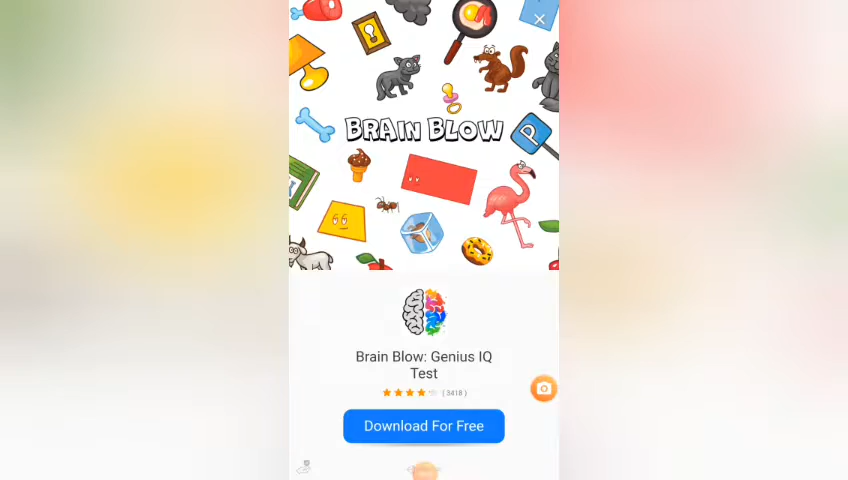 BRAIN BLOW
P
Brain Blow: Genius IQ
Test
( 3418 )
Download For Free